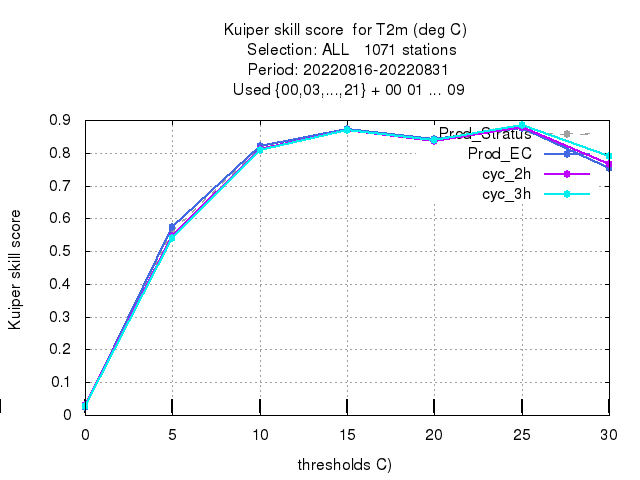 Kuiper skill score  for T2m (deg C)
Selection: ALL   1071 stations
Period: 20220816-20220831
Used {00,03,...,21} + 00 01 ... 09
Prod_Stratus
Prod_EC
cyc_2h
cyc_3h
Kuiper skill score
0.9
0.8
0.7
0.6
0.5
0.4
0.3
0.2
0.1
0
0 5 10 15 20 25 30
thresholds C)